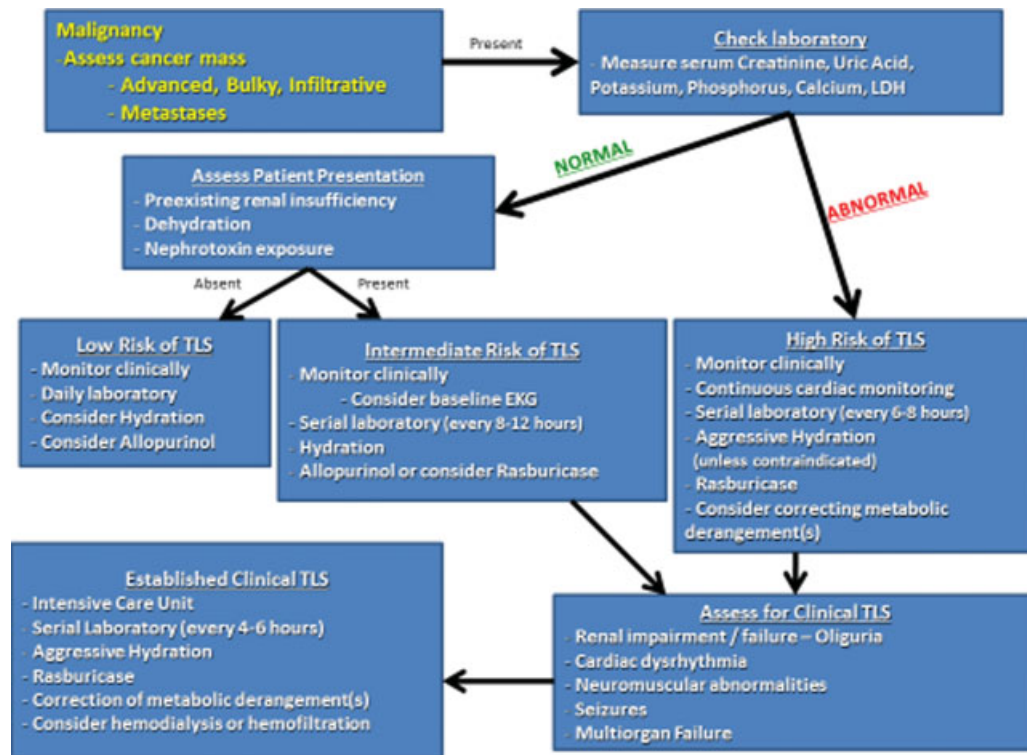 Malignancy
- Assess cancer mass
- Advanced, Bulky, Infiltrative
- Metastases
Present
Check laboratory
- Measure serum Creatinine, Uric Acid,
Potassium, Phosphorus, Calcium, LDH
NORMAL
ABNORMAL
Assess Patient Presentation
- Preexisting renal insufficiency
- Dehydration
- Nephrotoxin exposure
Absent
Present
Low Risk of TLS
- Monitor clinically
- Daily laboratory
- Consider Hydration
- Consider Allopurinol
Intermediate Risk of TLS
- Monitor clinically
- Consider baseline EKG
- Serial laboratory (every 8-12 hours)
- Hydration
- Allopurinol or consider Rasburicase
High Risk of TLS
- Monitor clinically
- Continuous cardiac monitoring
- Serial laboratory (every 6-8 hours)
- Aggressive Hydration
(unless contraindicated)
- Rasburicase
- Consider correcting metabolic
derangement(s)
Established Clinical TLS
- Intensive Care Unit
- Serial Laboratory (every 4-6 hours)
- Aggressive Hydration
- Rasburicase
- Correction of metabolic derangement(s)
- Consider hemodialysis or hemofiltration
Assess for Clinical TLS
- Renal impairment / failure – Oliguria
- Cardiac dysrhythmia
- Neuromuscular abnormalities
- Seizures
- Multiorgan Failure